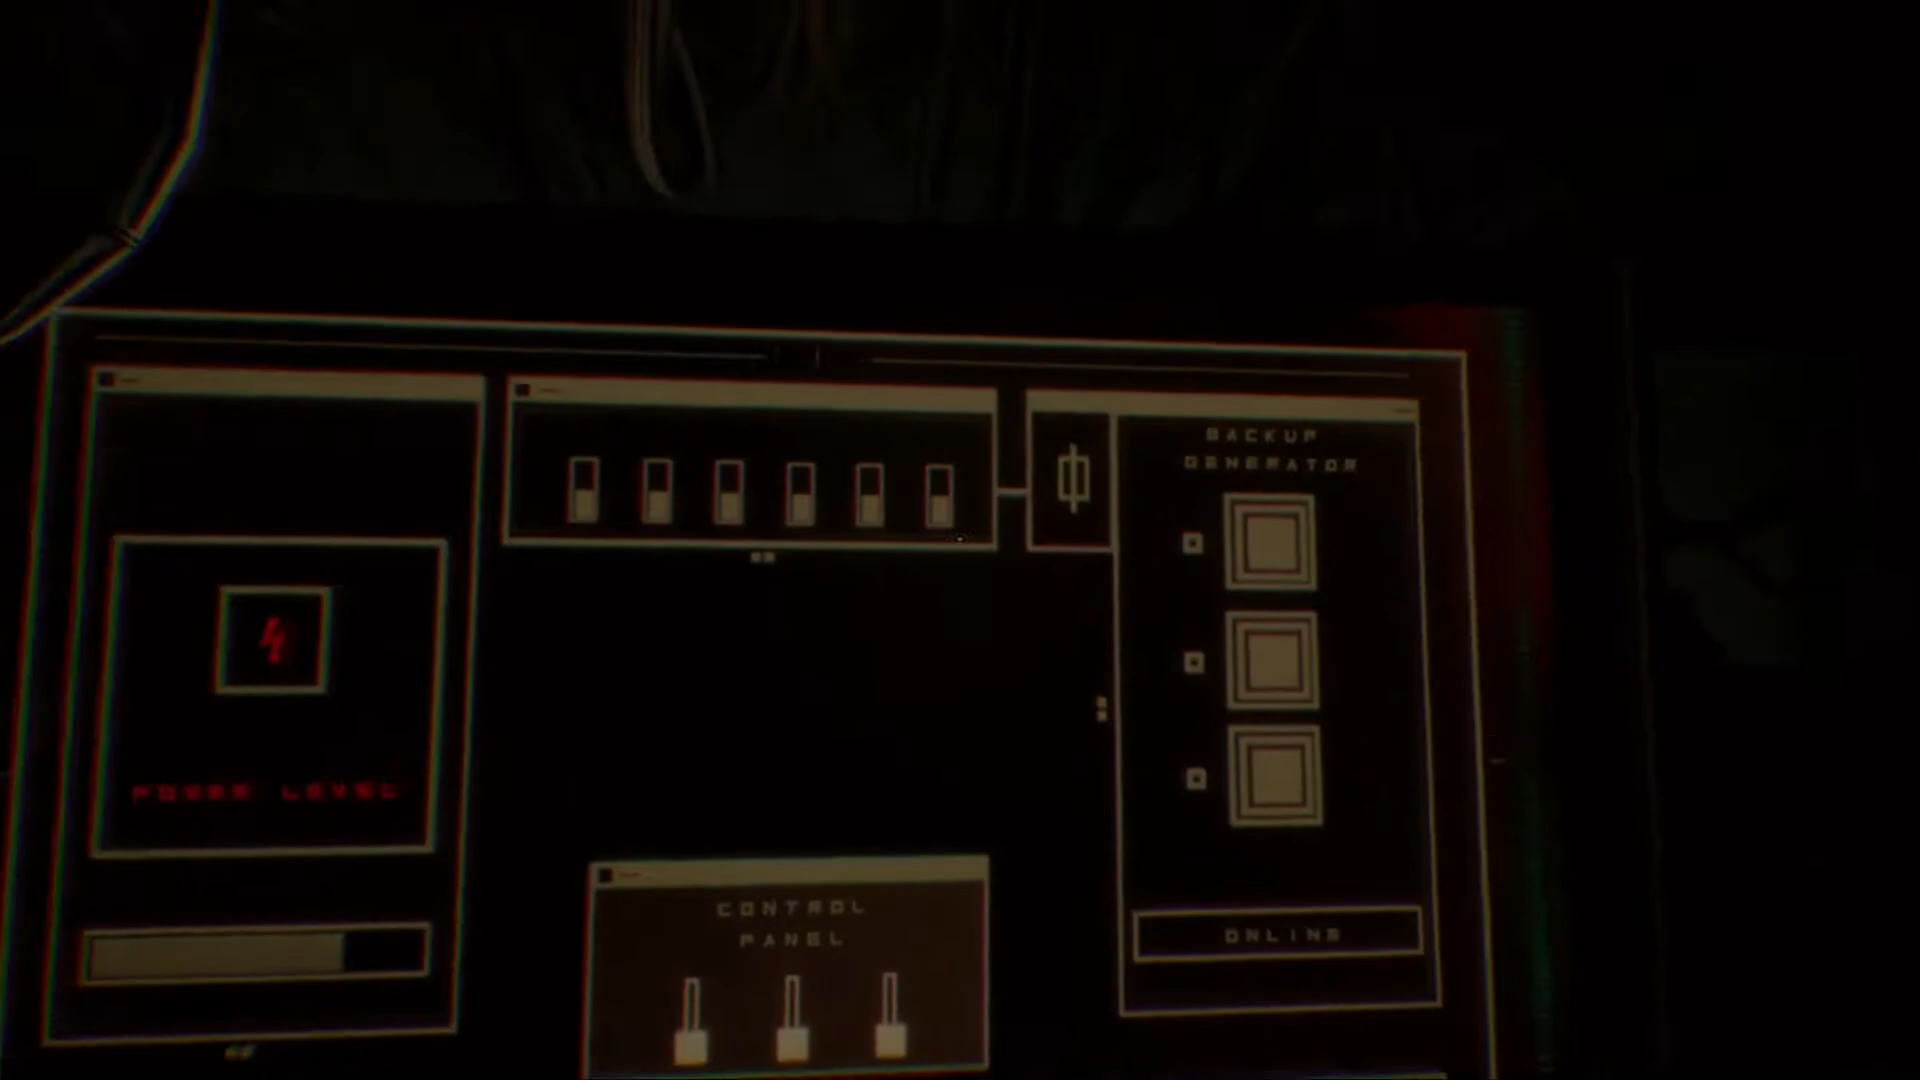 BACKUP
GENERATOR
POWER LEVEL
ONLINE
CONTROL
PANEL